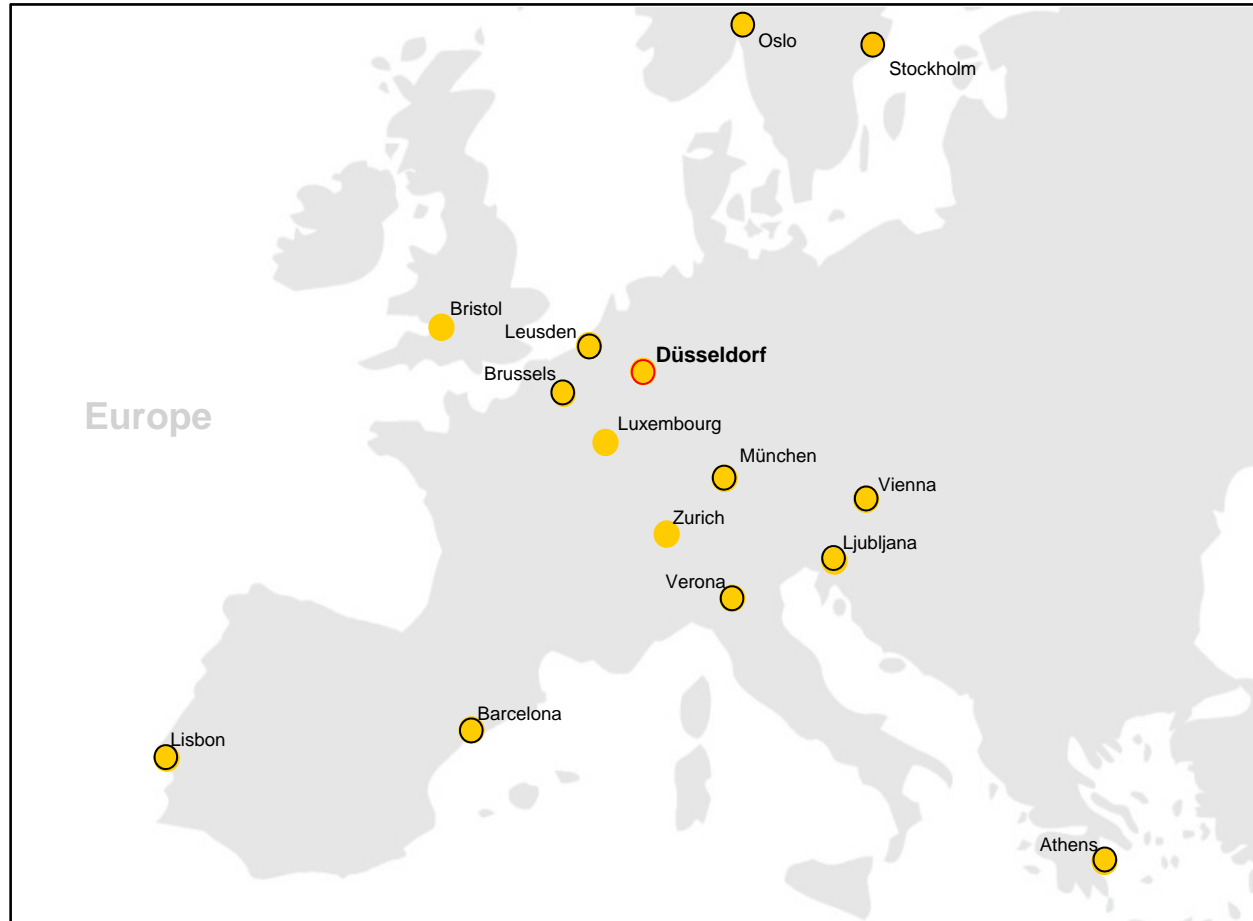 Oslo
Stockholm
Bristol
Leusden
Düsseldorf
Brussels
Europe
Luxembourg
München
Vienna
Zurich
Ljubljana
Verona
Barcelona
Lisbon
Athens